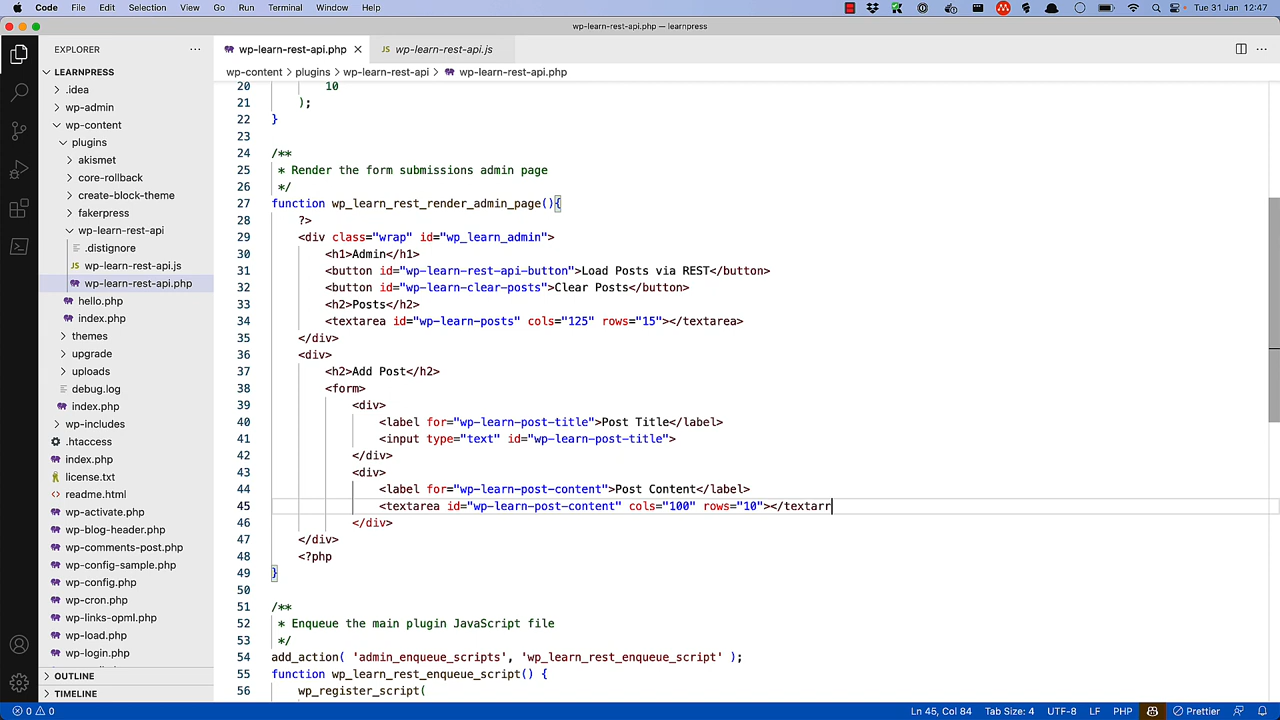 Code File Edit Selection View Go Run Terminal Window Help Tue 31 Jan 12:47
wp-learn-rest-api.php — learnpress
EXPLORER
wp-learn-rest-api.php
JS wp-learn-rest-api.js
LEARNPRESS
wp-content > plugins > wp-learn-rest-api > wp-learn-rest-api.php
.idea
wp-admin
wp-content
plugins
akismet
core-rollback
create-block-theme
fakerpress
wp-learn-rest-api
.distignore
JS wp-learn-rest-api.js
wp-learn-rest-api.php
hello.php
index.php
themes
upgrade
uploads
debug.log
index.php
wp-includes
.htaccess
index.php
license.txt
readme.html
wp-activate.php
wp-blog-header.php
wp-comments-post.php
wp-config-sample.php
wp-config.php
wp-cron.php
wp-links-opml.php
wp-load.php
wp-login.php
OUTLINE
TIMELINE
20 10
21 );
22 }
23
24 /**
25 * Render the form submissions admin page
26 */
27 function wp_learn_rest_render_admin_page(){
28 ?>
29 <div class="wrap" id="wp_learn_admin">
30 <h1>Admin</h1>
31 <button id="wp-learn-rest-api-button">Load Posts via REST</button>
32 <button id="wp-learn-clear-posts">Clear Posts</button>
33 <h2>Posts</h2>
34 <textarea id="wp-learn-posts" cols="125" rows="15"></textarea>
35 </div>
36 <div>
37 <h2>Add Post</h2>
38 <form>
39 <div>
40 <label for="wp-learn-post-title">Post Title</label>
41 <input type="text" id="wp-learn-post-title">
42 </div>
43 <div>
44 <label for="wp-learn-post-content">Post Content</label>
45 <textarea id="wp-learn-post-content" cols="100" rows="10"></textarr
46 </div>
47 </div>
48 <?php
49 }
50
51 /**
52 * Enqueue the main plugin JavaScript file
53 */
54 add_action( 'admin_enqueue_scripts', 'wp_learn_rest_enqueue_script' );
55 function wp_learn_rest_enqueue_script() {
56 wp_register_script(
0 0 Ln 45, Col 84 Tab Size: 4 UTF-8 LF PHP Prettier